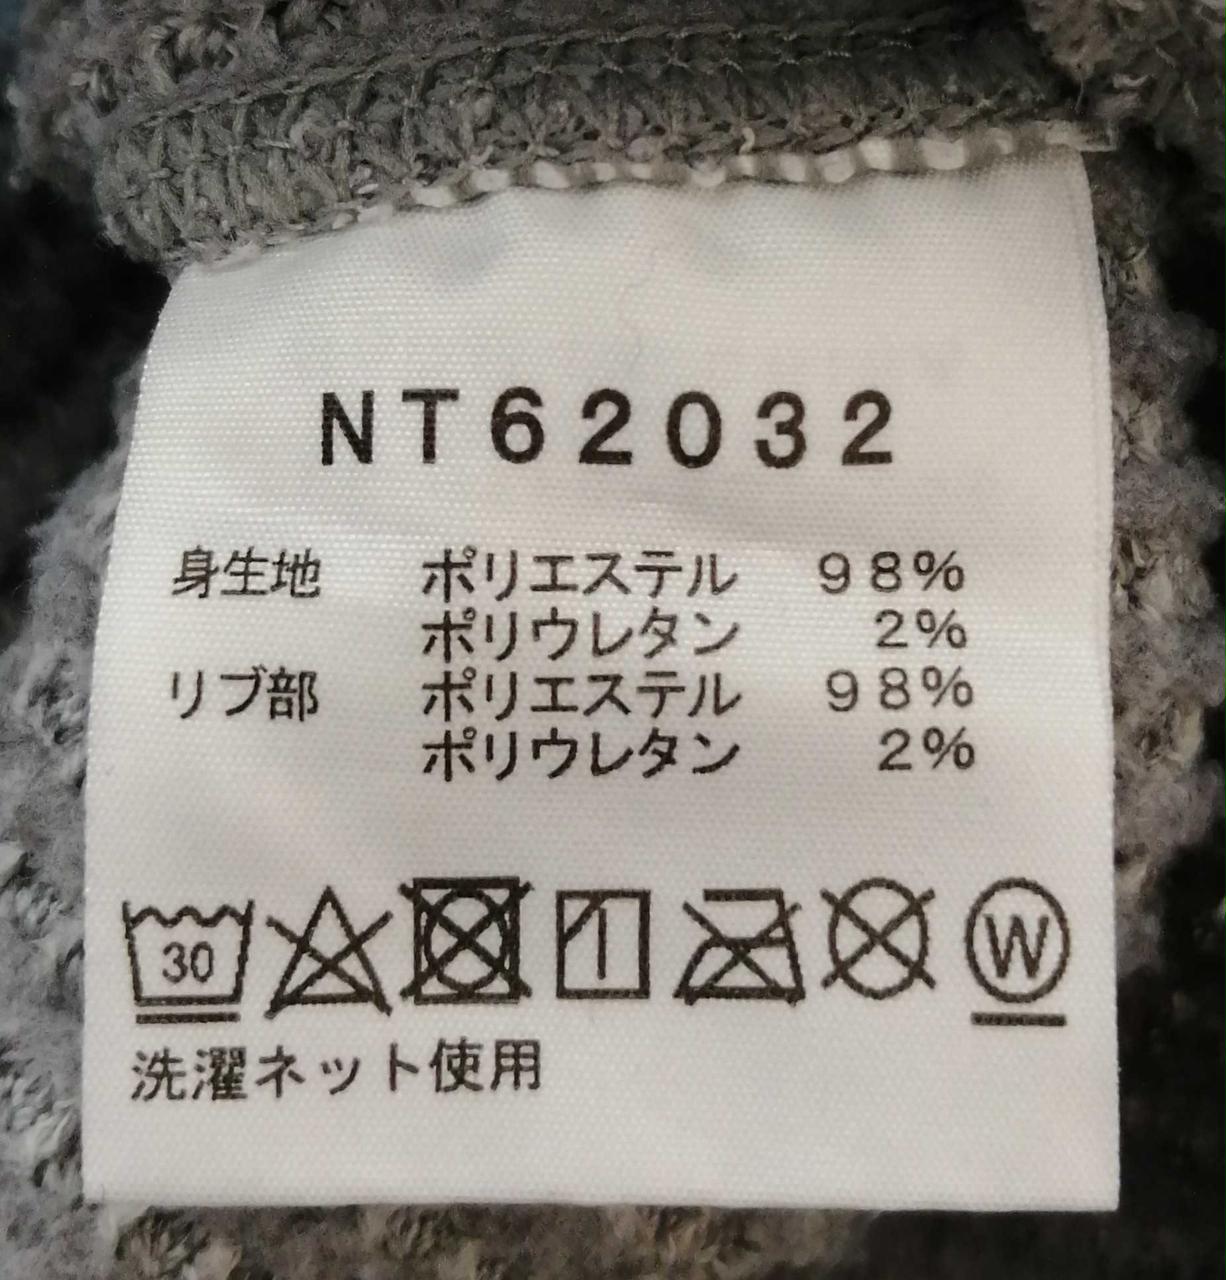 NT62032
身生地 ポリエステル 98%
ポリウレタン 2%
リブ部 ポリエステル 98%
ポリウレタン 2%
30 W
洗濯ネット使用